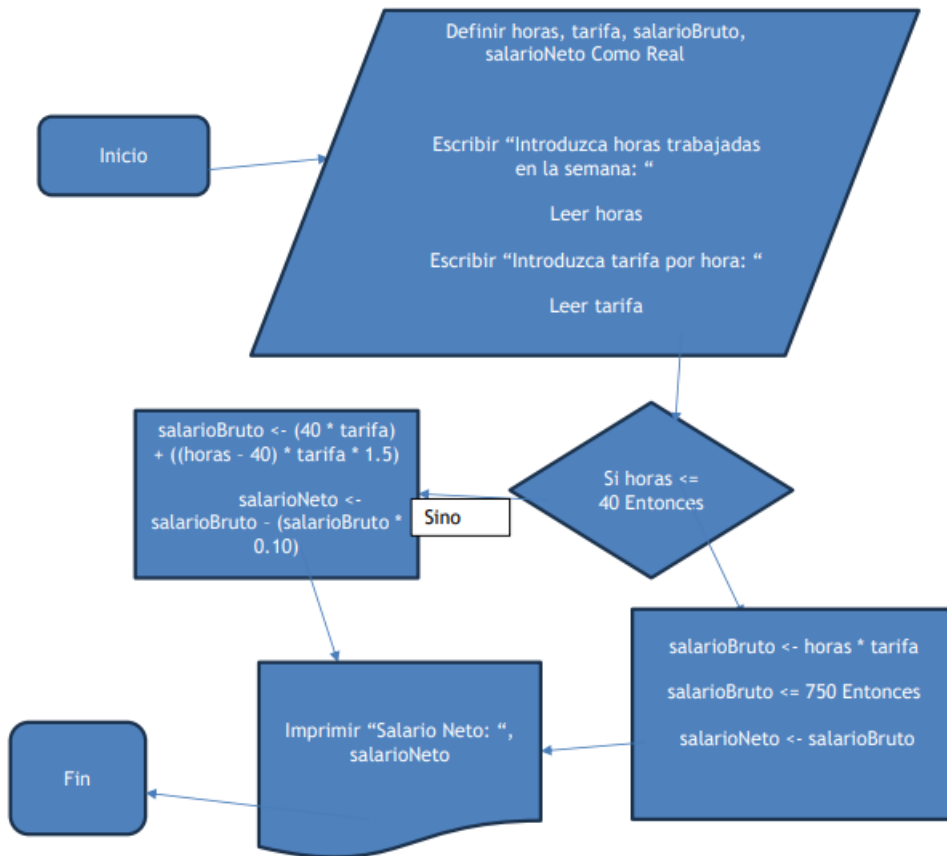 Definir horas, tarifa, salarioBruto,
salarioNeto Como Real
Inicio
Escribir “Introduzca horas trabajadas
en la semana: “
Leer horas
Escribir “Introduzca tarifa por hora: “
Leer tarifa
salarioBruto <- (40 * tarifa)
+ ((horas – 40) * tarifa * 1.5)
salarioNeto <-
salarioBruto – (salarioBruto *
0.10)
Sino
Si horas <=
40 Entonces
salarioBruto <- horas * tarifa
salarioBruto <= 750 Entonces
salarioNeto <- salarioBruto
Imprimir “Salario Neto: “,
salarioNeto
Fin